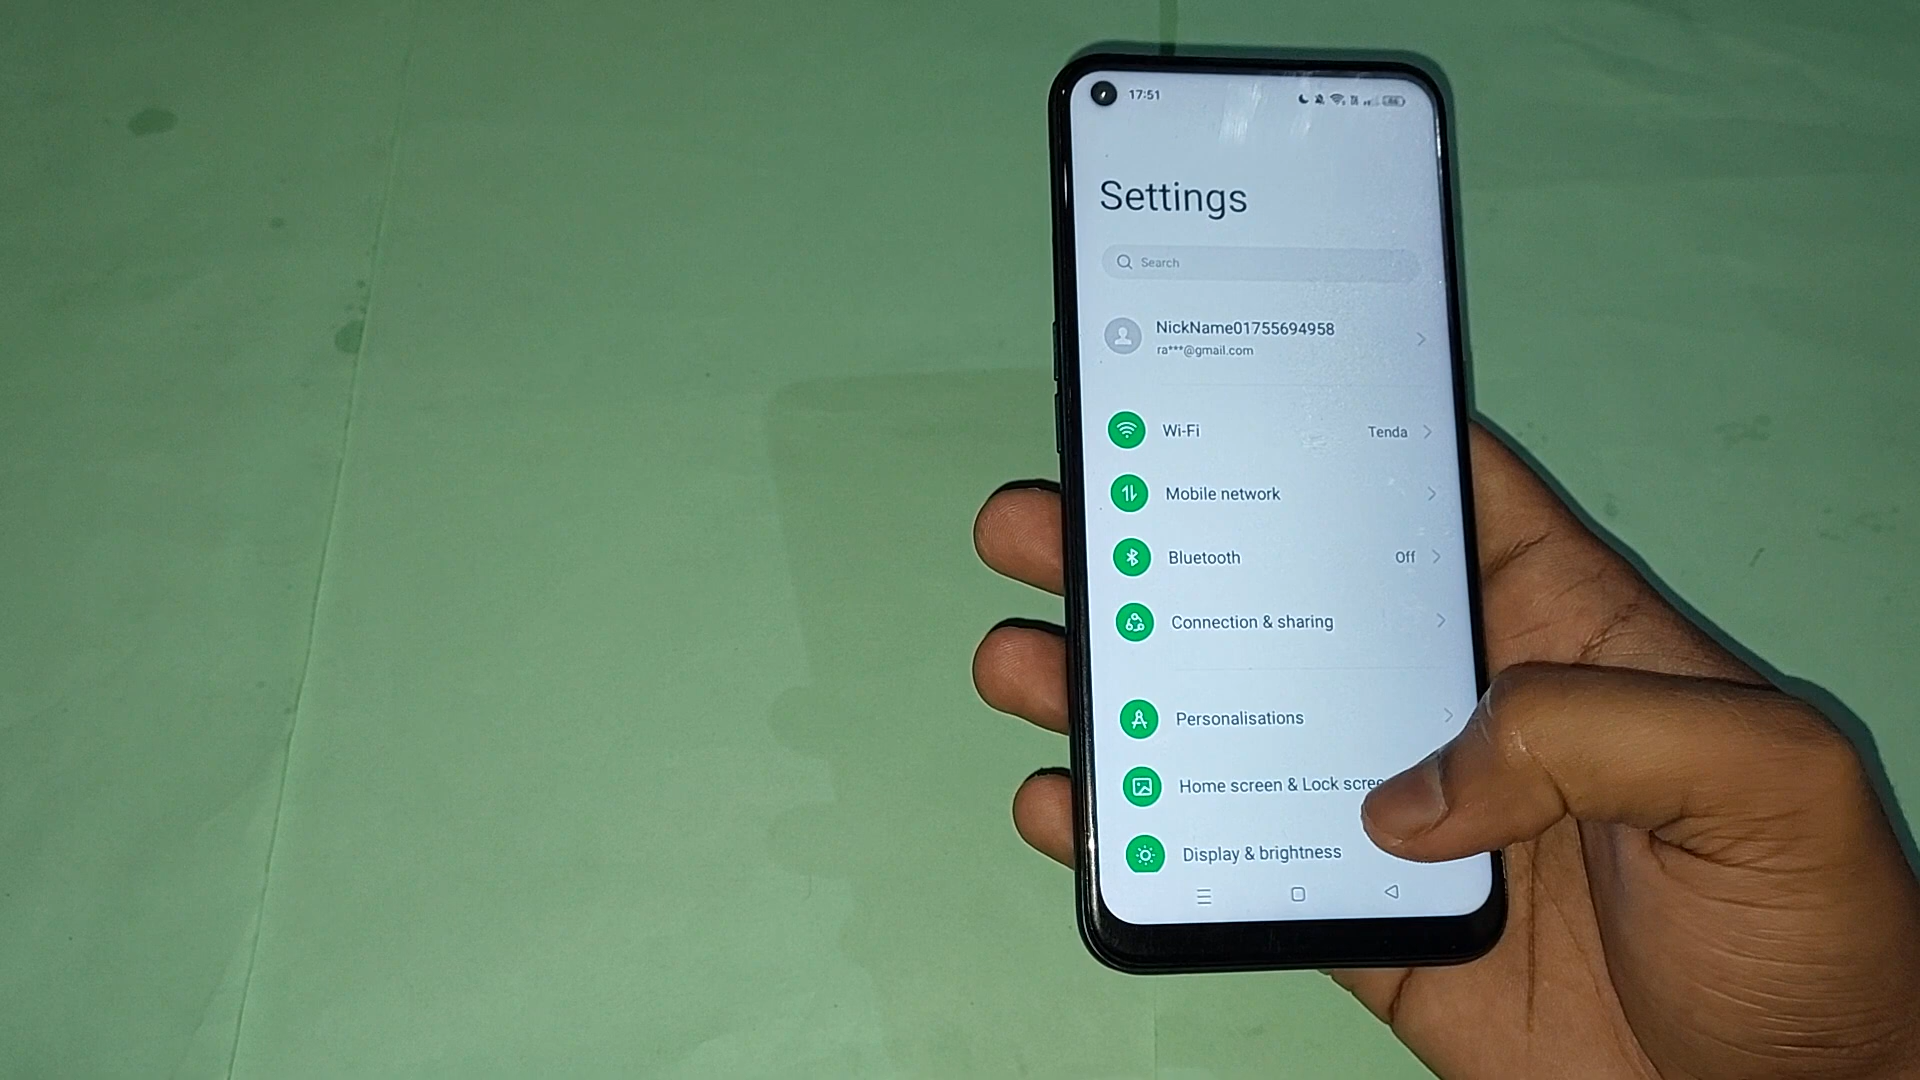 17:51
Settings
Search
NickName01755694958
ra***@gmail.com
Wi-Fi Tenda
Mobile network
Bluetooth Off
Connection & sharing
Personalisations
Home screen & Lock scree
Display & brightness